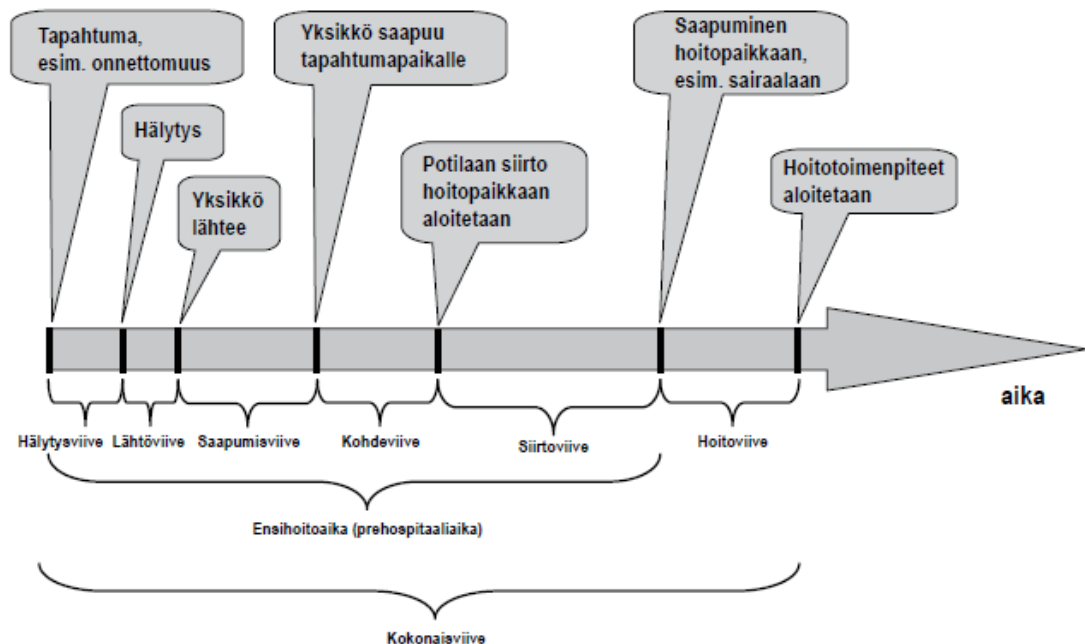 Tapahtuma,
esim. onnettomuus
Yksikkö saapuu
tapahtumapaikalle
Saapuminen
hoitopaikkaan,
esim. sairaalaan
Hälytys
Yksikkö
lähtee
Potilaan siirto
hoitopaikkaan
aloitetaan
Hoitotoimenpiteet
aloitetaan
aika
Hälytysviive
Lähtöviive
Saapumisviive
Kohdeviive
Siirtoviive
Hoitoviive
Ensihoitoaika (prehospitaaliaika)
Kokonaisviive